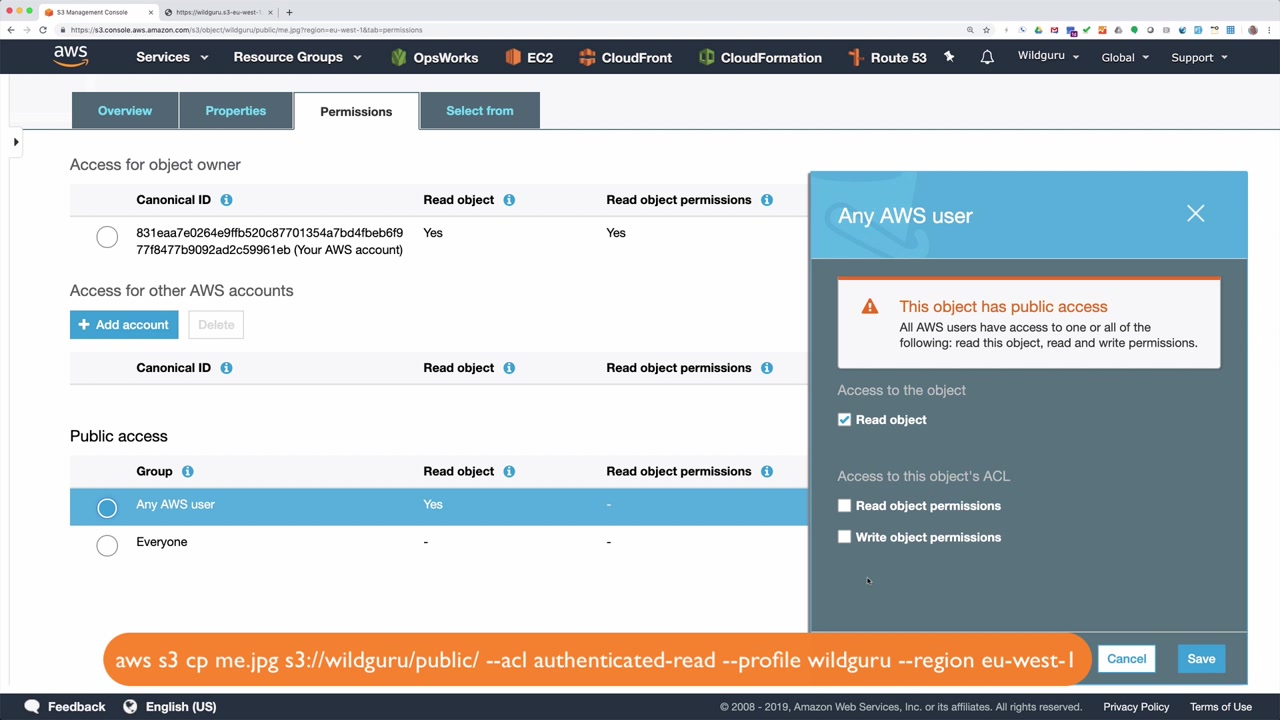 S3 Management Console
https://wildguru.s3-eu-west-1.
https://s3.console.aws.amazon.com/s3/object/wildguru/public/me.jpg?region=eu-west-1&tab=permissions
aws
Services
Resource Groups
OpsWorks
EC2
CloudFront
CloudFormation
Route 53
Wildguru
Global
Support
Overview
Properties
Permissions
Select from
Access for object owner
Canonical ID
Read object
Read object permissions
831eaa7e0264e9ffb520c87701354a7bd4fbeb6f9
77f8477b9092ad2c59961eb (Your AWS account)
Yes
Yes
Access for other AWS accounts
+ Add account
Delete
Canonical ID
Read object
Read object permissions
Public access
Group
Read object
Read object permissions
Any AWS user
Yes
-
Everyone
-
-
Any AWS user
This object has public access
All AWS users have access to one or all of the
following: read this object, read and write permissions.
Access to the object
Read object
Access to this object's ACL
Read object permissions
Write object permissions
aws s3 cp me.jpg s3://wildguru/public/ --acl authenticated-read --profile wildguru --region eu-west-1
Cancel
Save
Feedback
English (US)
© 2008 - 2019, Amazon Web Services, Inc. or its affiliates. All rights reserved.
Privacy Policy
Terms of Use